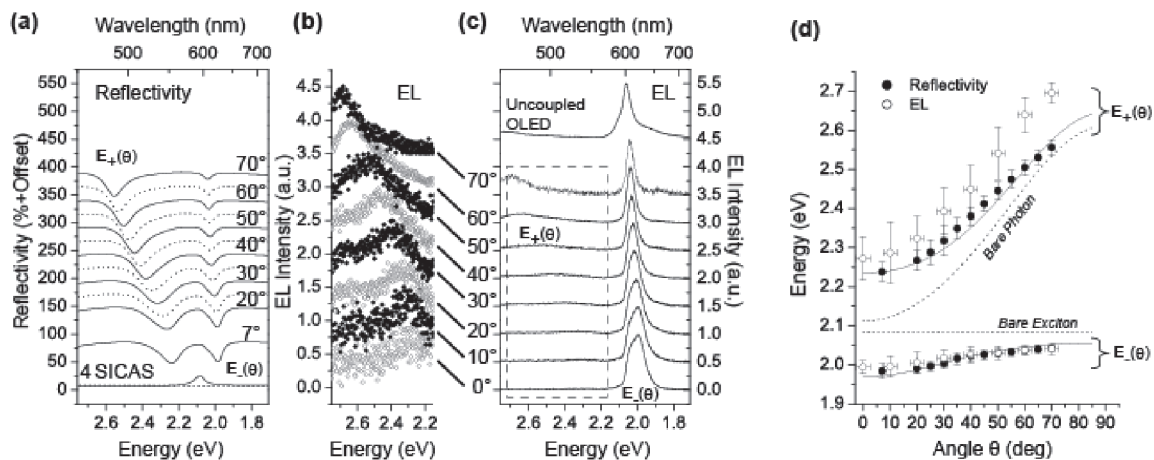 (a)
Wavelength (nm)
500 600 700
Reflectivity
E+(θ)
70°
60°
50°
40°
30°
20°
7°
4 SICAS
E-(θ)
550
500
450
400
350
300
250
200
150
100
50
0
Reflectivity (%+Offset)
2.6 2.4 2.2 2.0 1.8
Energy (eV)
(b)
EL
4.5
4.0
3.5
3.0
2.5
2.0
1.5
1.0
0.5
0.0
EL Intensity (a.u.)
2.6 2.4 2.2
Energy (eV)
(c)
Wavelength (nm)
500 600 700
Uncoupled
OLED
EL
70°
60°
50°
40°
30°
20°
10°
0°
E+(θ)
E-(θ)
5.5
5.0
4.5
4.0
3.5
3.0
2.5
2.0
1.5
1.0
0.5
0.0
EL Intensity (a.u.)
2.6 2.4 2.2 2.0 1.8
Energy (eV)
(d)
Reflectivity
EL
2.7
2.6
2.5
2.4
2.3
2.2
2.1
2.0
1.9
Energy (eV)
E+(θ)
Bare Photon
Bare Exciton
E-(θ)
0 10 20 30 40 50 60 70 80 90
Angle θ (deg)